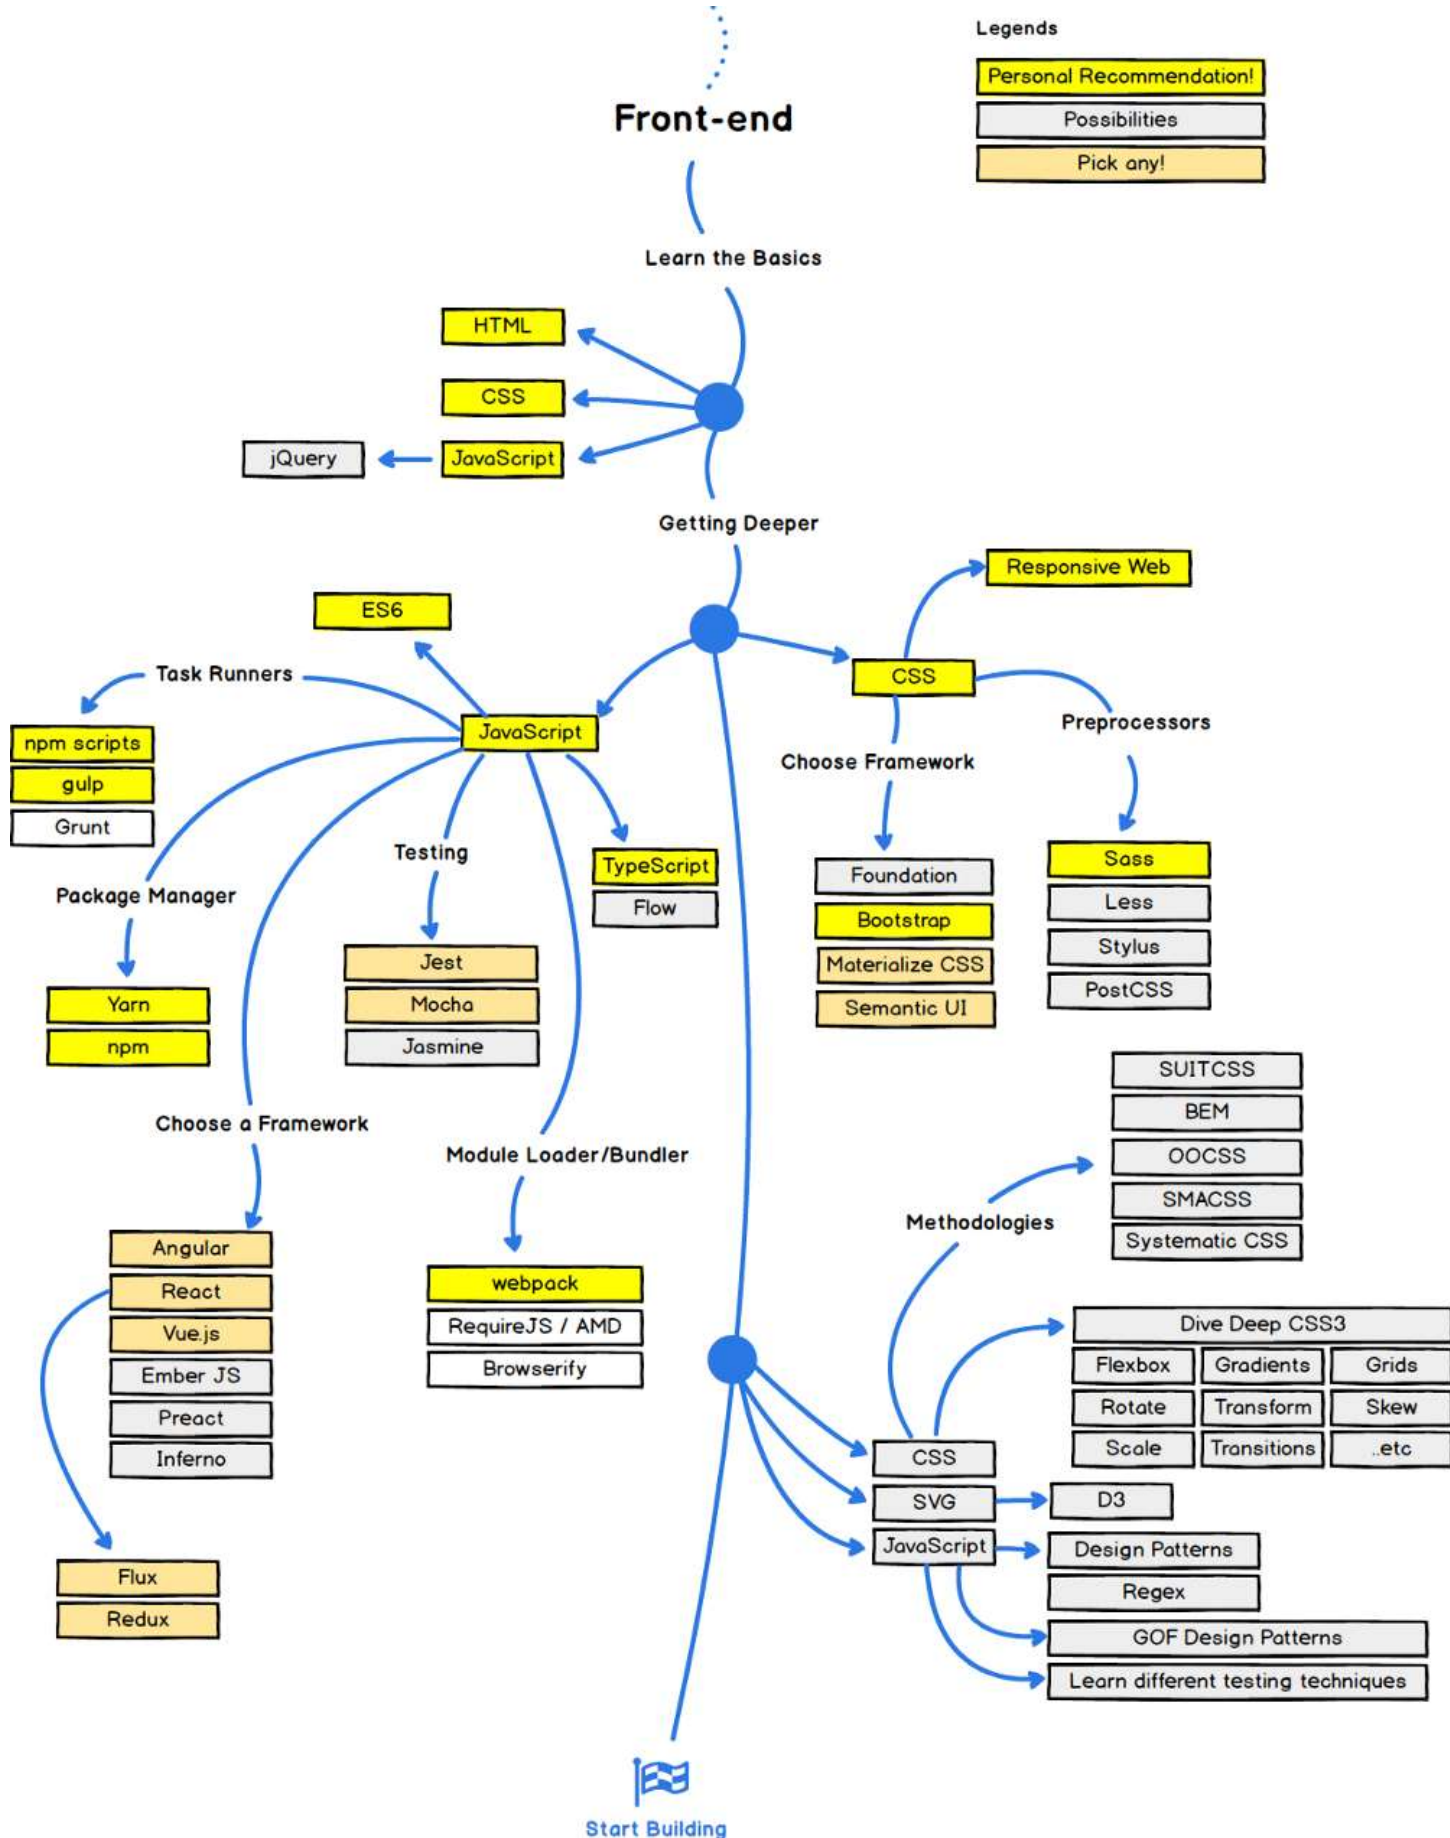 Legends
Personal Recommendation!
Possibilities
Pick any!
Front-end
Learn the Basics
HTML
CSS
JavaScript
jQuery
Getting Deeper
Responsive Web
ES6
Task Runners
CSS
JavaScript
Preprocessors
npm scripts
gulp
Grunt
Choose Framework
Testing
TypeScript
Flow
Package Manager
Foundation
Bootstrap
Materialize CSS
Semantic UI
Sass
Less
Stylus
PostCSS
Jest
Mocha
Jasmine
Yarn
npm
SUITCSS
BEM
OOCSS
SMACSS
Systematic CSS
Choose a Framework
Module Loader/Bundler
Methodologies
Angular
React
Vue.js
Ember JS
Preact
Inferno
webpack
RequireJS / AMD
Browserify
Dive Deep CSS3
Flexbox Gradients Grids
Rotate Transform Skew
Scale Transitions ..etc
CSS
SVG
JavaScript
D3
Design Patterns
Regex
GOF Design Patterns
Learn different testing techniques
Flux
Redux
Start Building